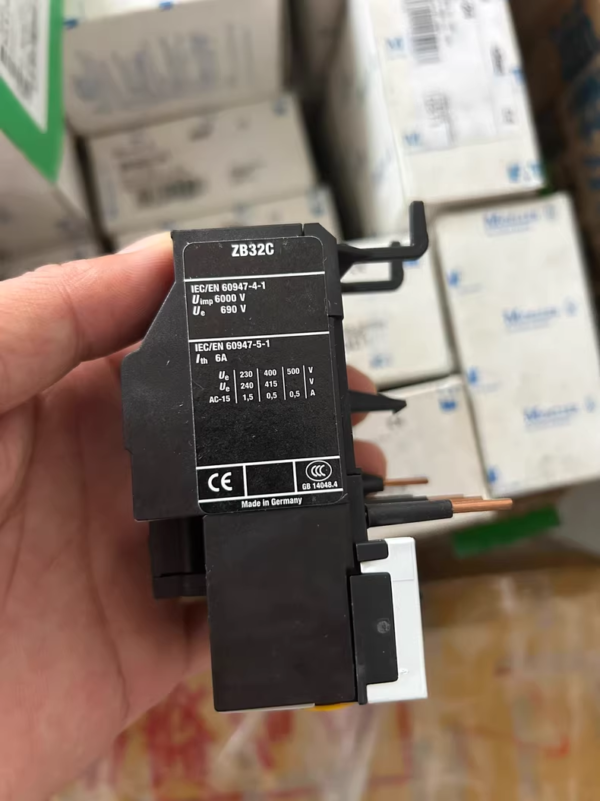 ZB32C
IEC/EN 60947-4-1
Uimp 6000 V
Ue 690 V
IEC/EN 60947-5-1
Ith 6A
Ue 230 400 500 V
Ue 240 415 V
AC-15 1,5 0,5 0,5 A
CE CCC
GB 14048.4
Made in Germany